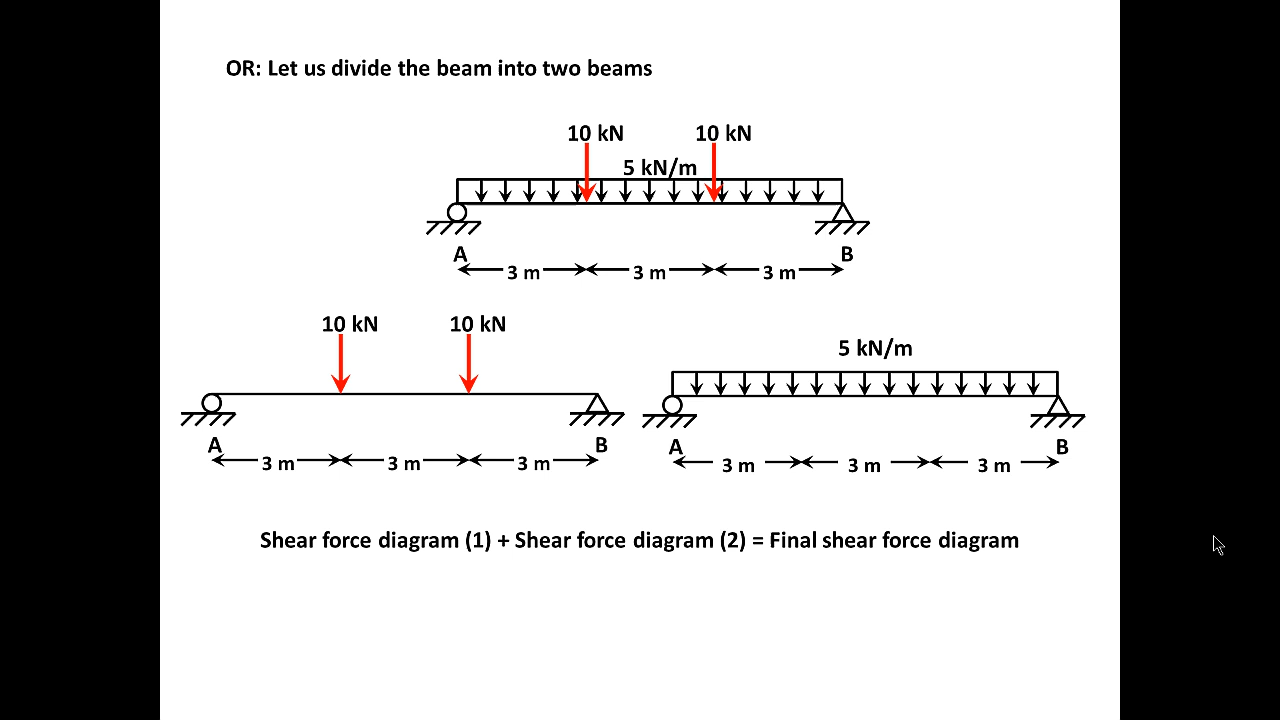 OR: Let us divide the beam into two beams
10 kN 10 kN
5 kN/m
A B
3 m 3 m 3 m
10 kN 10 kN
A B
3 m 3 m 3 m
5 kN/m
A B
3 m 3 m 3 m
Shear force diagram (1) + Shear force diagram (2) = Final shear force diagram